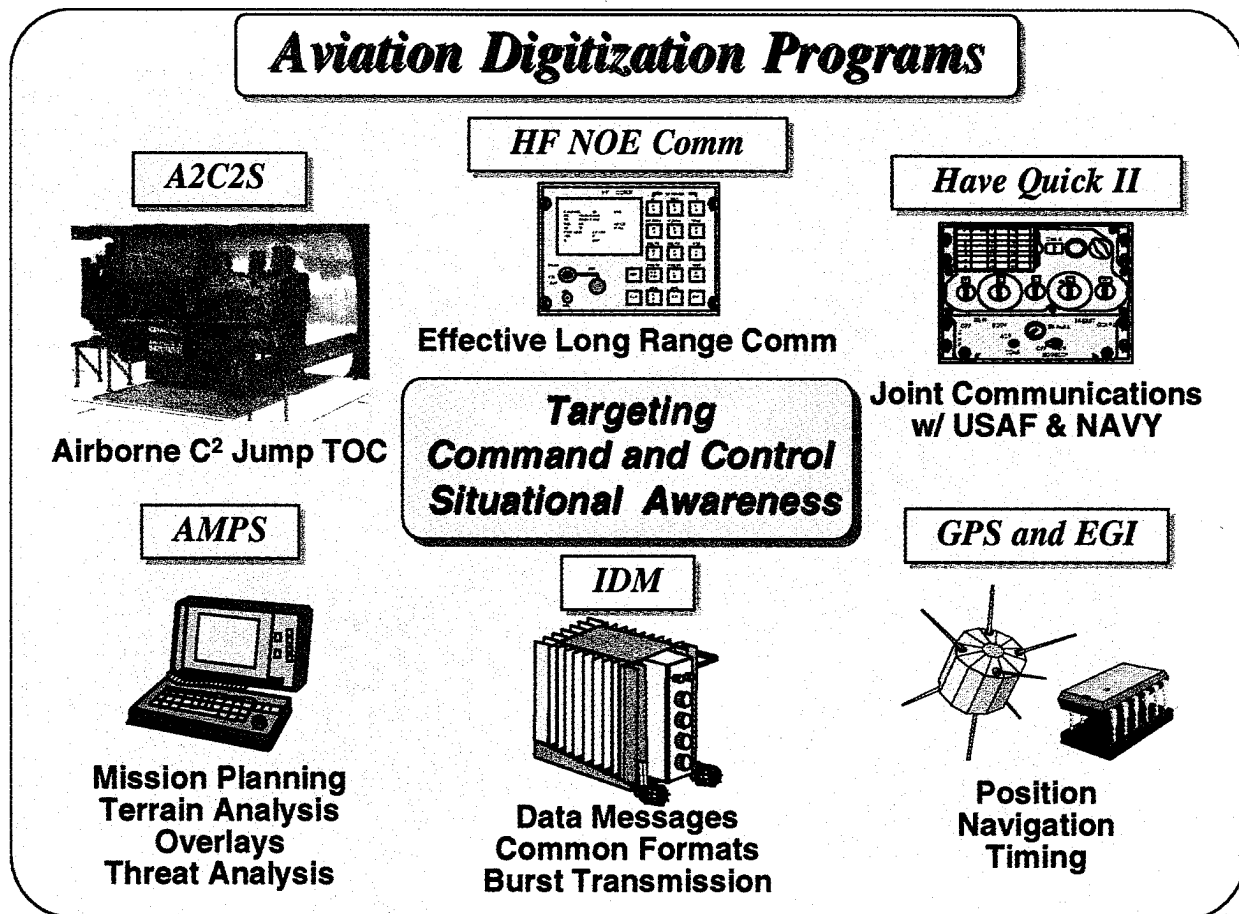 Aviation Digitization Programs
A2C2S
Airborne C² Jump TOC
HF NOE Comm
Effective Long Range Comm
Have Quick II
Joint Communications
w/ USAF & NAVY
Targeting
Command and Control
Situational Awareness
AMPS
Mission Planning
Terrain Analysis
Overlays
Threat Analysis
IDM
Data Messages
Common Formats
Burst Transmission
GPS and EGI
Position
Navigation
Timing